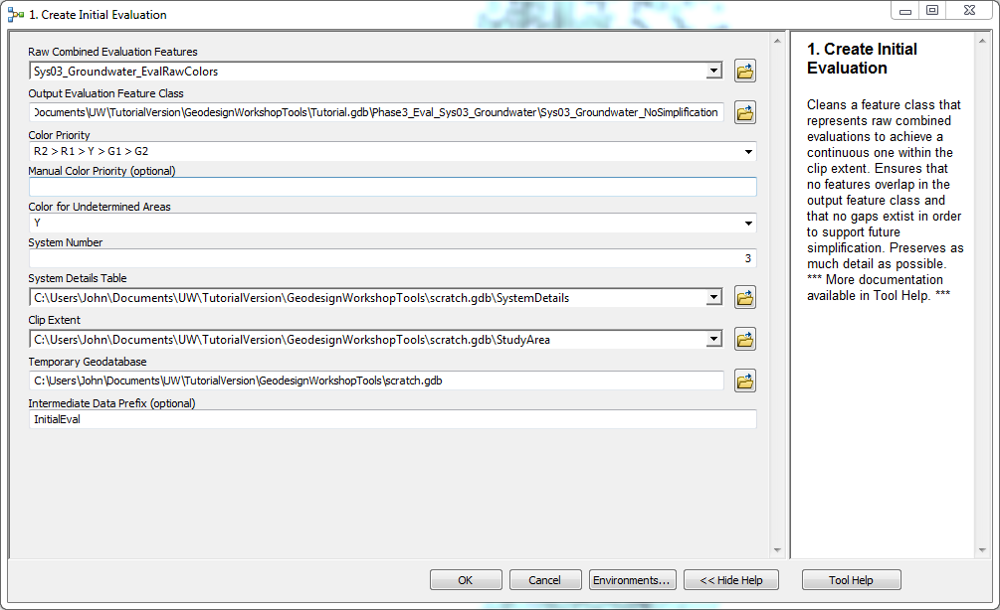 1. Create Initial Evaluation
Raw Combined Evaluation Features
Sys03_Groundwater_EvalRawColors
Output Evaluation Feature Class
Documents\UW\TutorialVersion\GeodesignWorkshopTools\Tutorial.gdb\Phase3_Eval_Sys03_Groundwater\Sys03_Groundwater_NoSimplification
Color Priority
R2 > R1 > Y > G1 > G2
Manual Color Priority (optional)
Color for Undetermined Areas
Y
System Number
3
System Details Table
C:\Users\John\Documents\UW\TutorialVersion\GeodesignWorkshopTools\scratch.gdb\SystemDetails
Clip Extent
C:\Users\John\Documents\UW\TutorialVersion\GeodesignWorkshopTools\scratch.gdb\StudyArea
Temporary Geodatabase
C:\Users\John\Documents\UW\TutorialVersion\GeodesignWorkshopTools\scratch.gdb
Intermediate Data Prefix (optional)
InitialEval
OK
Cancel
Environments...
<< Hide Help
Tool Help
1. Create Initial
Evaluation
Cleans a feature class that
represents raw combined
evaluations to achieve a
continuous one within the
clip extent. Ensures that
no features overlap in the
output feature class and
that no gaps extist in order
to support future
simplification. Preserves as
much detail as possible.
*** More documentation
available in Tool Help. ***